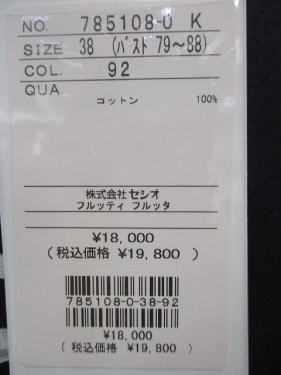 NO. 785108-0 K
SIZE 38 (ﾊﾞｽﾄ 79～88)
COL. 92
QUA.
コットン 100%
株式会社セシオ
フルッティ フルッタ
¥18,000
(税込価格 ¥19,800 )
785108-0-38-92
¥18,000
( 税込価格 ¥19,800 )